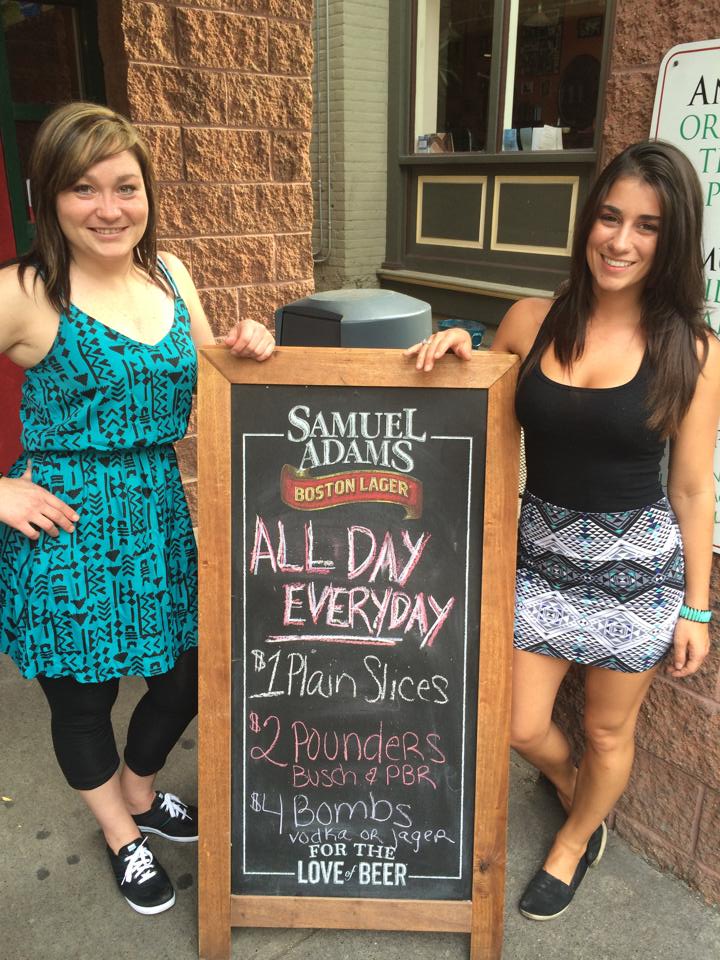 SAMUEL
ADAMS
BOSTON LAGER
ALL DAY
EVERYDAY
$1 Plain Slices
$2 Pounders
Busch & PBR
$4 Bombs
vodka or Jager
FOR THE
LOVE of BEER